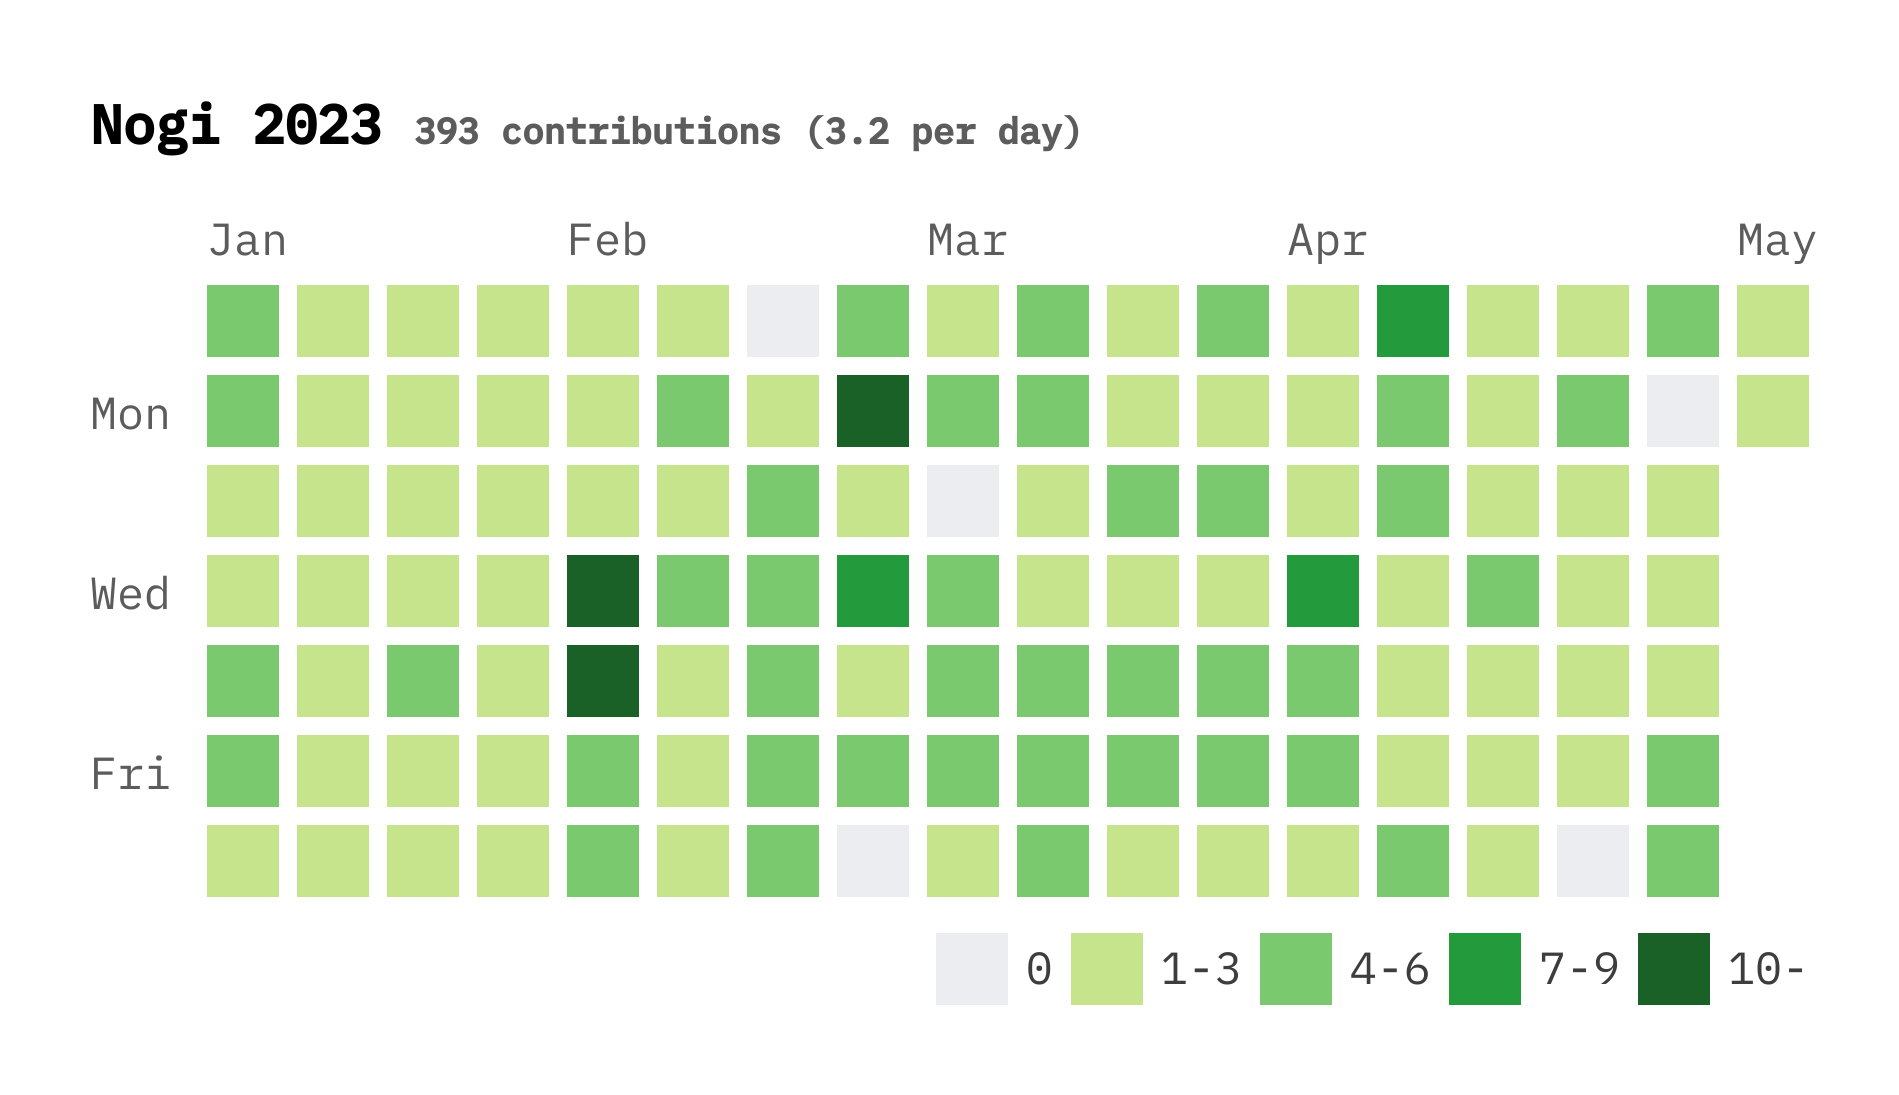 Nogi 2023 393 contributions (3.2 per day)
Jan Feb Mar Apr May
Mon
Wed
Fri
0 1-3 4-6 7-9 10-